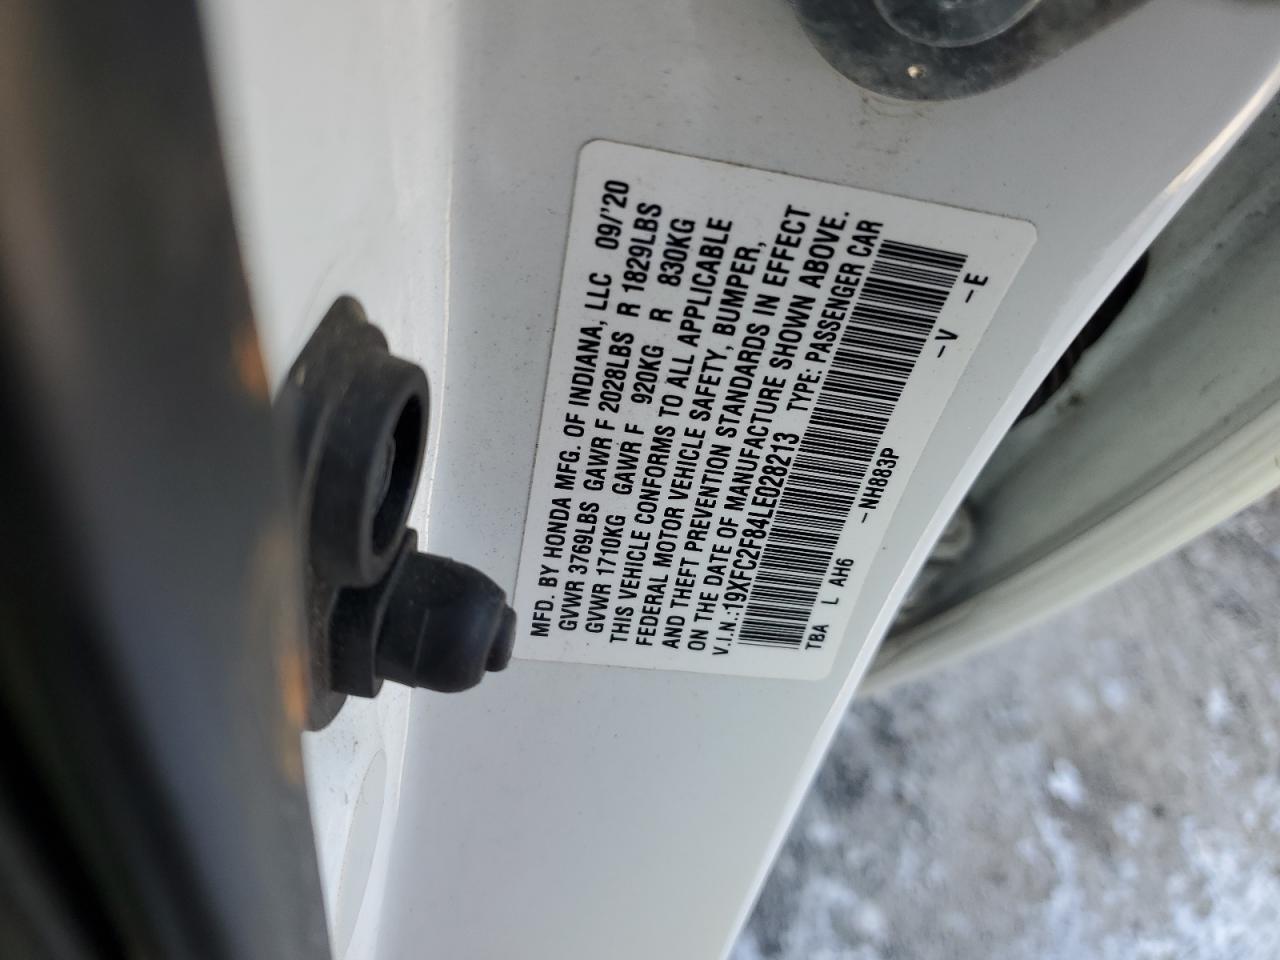 MFD. BY HONDA MFG. OF INDIANA, LLC 09/'20
GVWR 3769LBS GAWR F 2028LBS R 1829LBS
GVWR 1710KG GAWR F 920KG R 830KG
THIS VEHICLE CONFORMS TO ALL APPLICABLE
FEDERAL MOTOR VEHICLE SAFETY, BUMPER,
AND THEFT PREVENTION STANDARDS IN EFFECT
ON THE DATE OF MANUFACTURE SHOWN ABOVE.
V.I.N.:19XFC2F84LE028213 TYPE: PASSENGER CAR
TBA L AH6 -NH883P -V -E